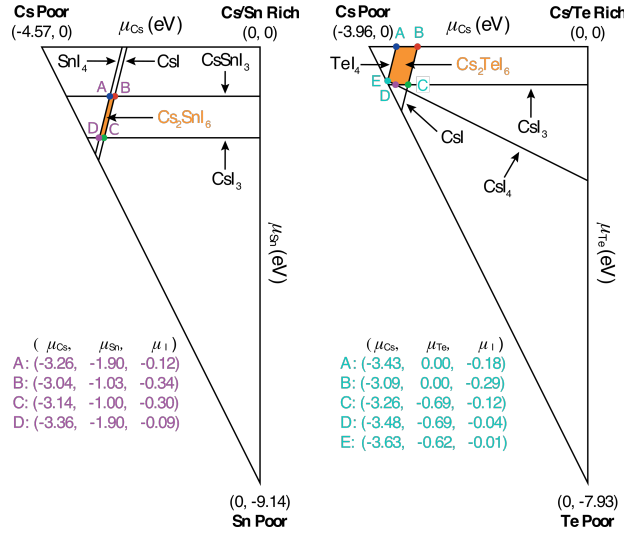 Cs Poor
μCs (eV)
Cs/Sn Rich
(-4.57, 0)
(0, 0)
SnI4
CsI
CsSnI3
A
B
Cs2SnI6
D
C
CsI3
μSn (eV)
( μCs, μSn, μI )
A: (-3.26, -1.90, -0.12)
B: (-3.04, -1.03, -0.34)
C: (-3.14, -1.00, -0.30)
D: (-3.36, -1.90, -0.09)
(0, -9.14)
Sn Poor
Cs Poor
μCs (eV)
Cs/Te Rich
(-3.96, 0)
(0, 0)
A
B
TeI4
Cs2TeI6
E
C
D
CsI3
CsI
CsI4
μTe (eV)
( μCs, μTe, μI )
A: (-3.43, 0.00, -0.18)
B: (-3.09, 0.00, -0.29)
C: (-3.26, -0.69, -0.12)
D: (-3.48, -0.69, -0.04)
E: (-3.63, -0.62, -0.01)
(0, -7.93)
Te Poor